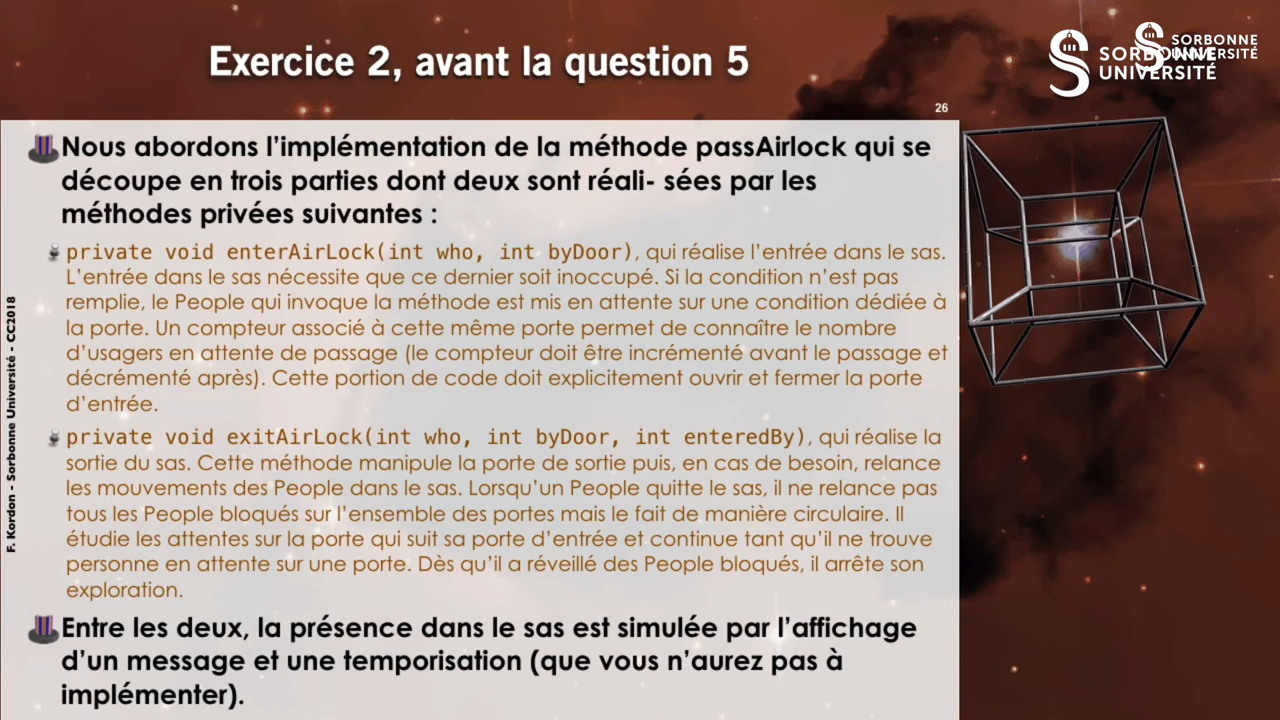 Exercice 2, avant la question 5
SORBONNE
UNIVERSITÉ
SORBONNE
UNIVERSITÉ
26
Nous abordons l’implémentation de la méthode passAirlock qui se
découpe en trois parties dont deux sont réali- sées par les
méthodes privées suivantes :
private void enterAirLock(int who, int byDoor), qui réalise l’entrée dans le sas.
L’entrée dans le sas nécessite que ce dernier soit inoccupé. Si la condition n’est pas
remplie, le People qui invoque la méthode est mis en attente sur une condition dédiée à
la porte. Un compteur associé à cette même porte permet de connaître le nombre
d’usagers en attente de passage (le compteur doit être incrémenté avant le passage et
décrémenté après). Cette portion de code doit explicitement ouvrir et fermer la porte
d’entrée.
private void exitAirLock(int who, int byDoor, int enteredBy), qui réalise la
sortie du sas. Cette méthode manipule la porte de sortie puis, en cas de besoin, relance
les mouvements des People dans le sas. Lorsqu’un People quitte le sas, il ne relance pas
tous les People bloqués sur l’ensemble des portes mais le fait de manière circulaire. Il
étudie les attentes sur la porte qui suit sa porte d’entrée et continue tant qu’il ne trouve
personne en attente sur une porte. Dès qu’il a réveillé des People bloqués, il arrête son
exploration.
Entre les deux, la présence dans le sas est simulée par l’affichage
d’un message et une temporisation (que vous n’aurez pas à
implémenter).
F. Kordon - Sorbonne Université - CC2018